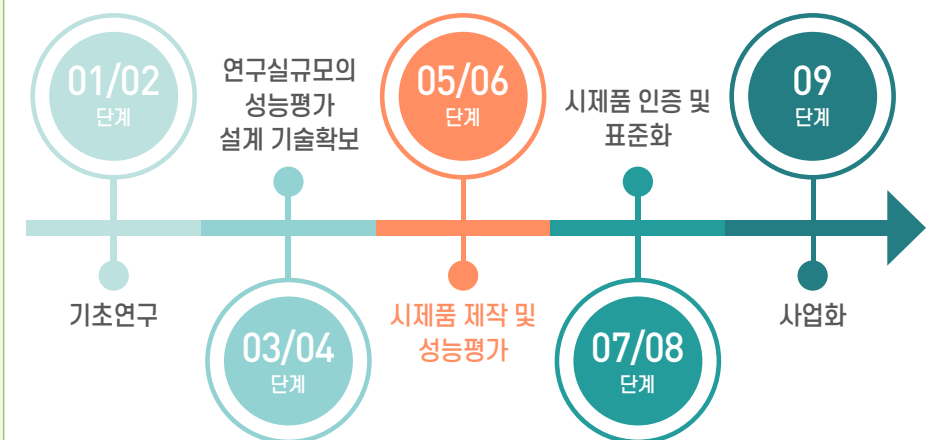 01/02
단계
기초연구
연구실규모의
성능평가
설계 기술확보
03/04
단계
05/06
단계
시제품 제작 및
성능평가
시제품 인증 및
표준화
07/08
단계
09
단계
사업화